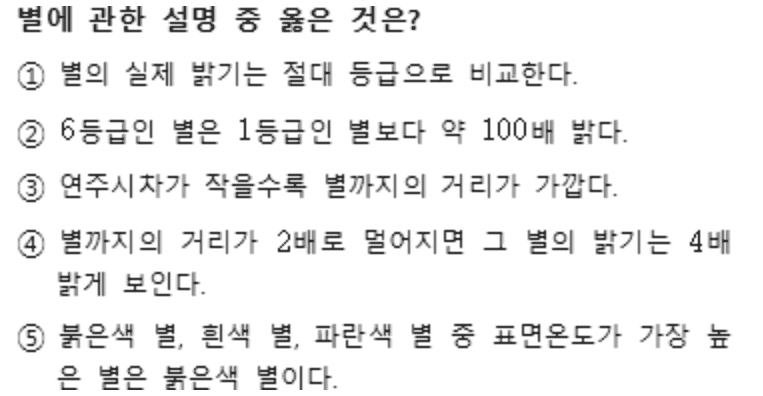 별에 관한 설명 중 옳은 것은?
① 별의 실제 밝기는 절대 등급으로 비교한다.
② 6등급인 별은 1등급인 별보다 약 100배 밝다.
③ 연주시차가 작을수록 별까지의 거리가 가깝다.
④ 별까지의 거리가 2배로 멀어지면 그 별의 밝기는 4배
밝게 보인다.
⑤ 붉은색 별, 흰색 별, 파란색 별 중 표면온도가 가장 높
은 별은 붉은색 별이다.